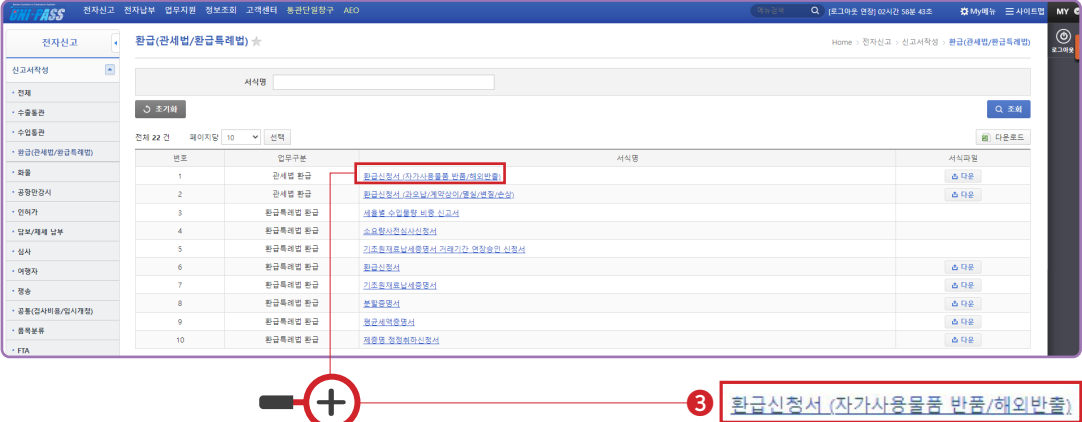 UNI-PASS 전자신고 전자납부 업무지원 정보조회 고객센터 통관단일창구 AEO 메뉴검색 [로그아웃 연장] 02시간 58분 43초 My메뉴 사이트맵 MY
전자신고
환급(관세법/환급특례법)
Home > 전자신고 > 신고서작성 > 환급(관세법/환급특례법)
로그아웃
신고서작성
· 전체
· 수출통관
· 수입통관
· 환급(관세법/환급특례법)
· 화물
· 공항만감시
· 인허가
· 담보/체세 납부
· 심사
· 여행자
· 쟁송
· 공통(검사비용/임시개청)
· 품목분류
· FTA
서식명
초기화 조회
전체 22 건 페이지당 10 선택 다운로드
번호 업무구분 서식명 서식파일
1 관세법 환급 환급신청서 (자가사용물품 반품/해외반출) 다운
2 관세법 환급 환급신청서 (과오납/계약상이/멸실/변질/손상) 다운
3 환급특례법 환급 세율별 수입물량 비중 신고서
4 환급특례법 환급 소요량사전심사신청서
5 환급특례법 환급 기초원재료납세증명서 거래기간 연장승인 신청서
6 환급특례법 환급 환급신청서 다운
7 환급특례법 환급 기초원재료납세증명서 다운
8 환급특례법 환급 분할증명서 다운
9 환급특례법 환급 평균세액증명서 다운
10 환급특례법 환급 제증명 정정취하신청서 다운
3 환급신청서 (자가사용물품 반품/해외반출)